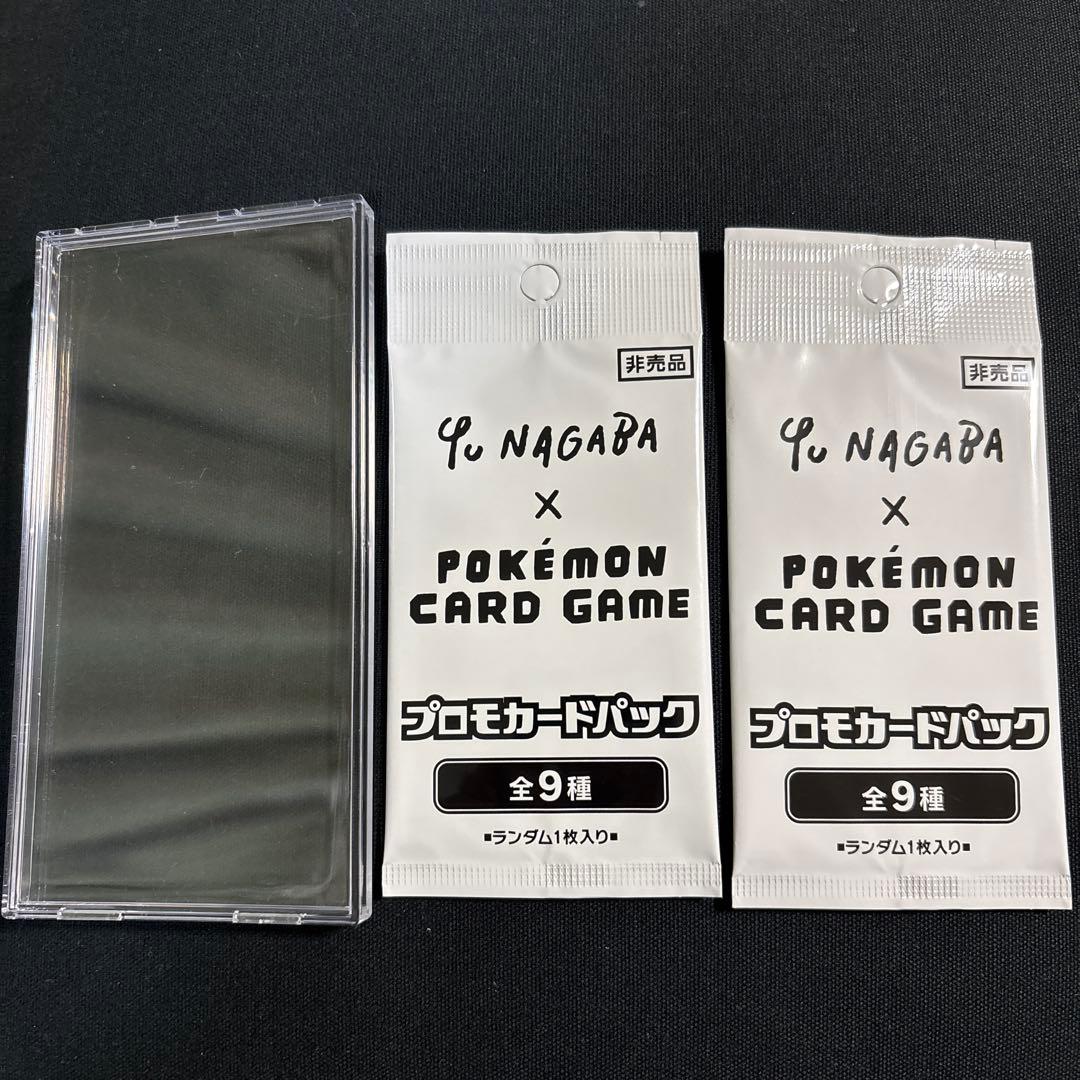 非売品
Yu NAGABA
×
POKÉMON
CARD GAME
プロモカードパック
全9種
▪ランダム1枚入り▪
非売品
Yu NAGABA
×
POKÉMON
CARD GAME
プロモカードパック
全9種
▪ランダム1枚入り▪